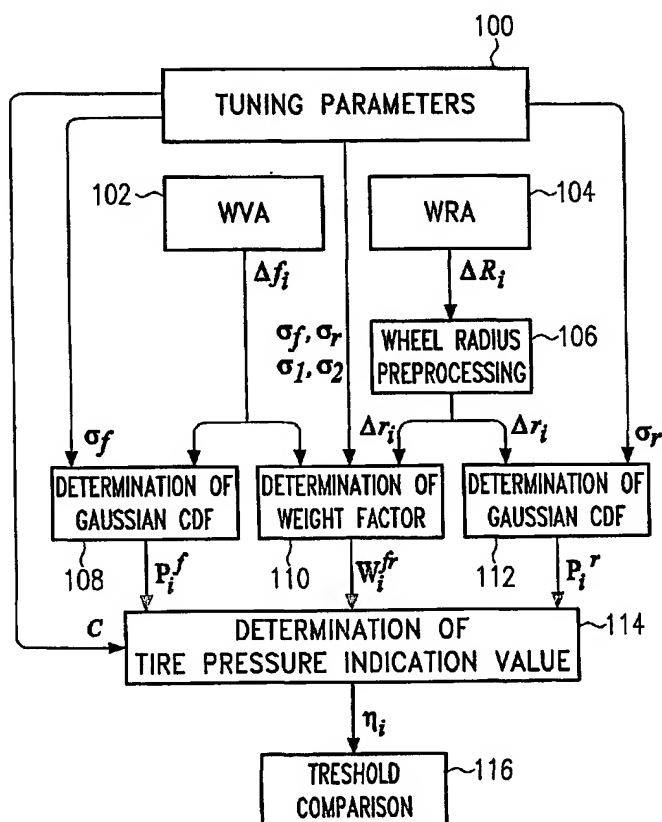 100
TUNING PARAMETERS
102
WVA
WRA
104
Δf_i
ΔR_i
σ_f, σ_r
σ_1, σ_2
WHEEL RADIUS
PREPROCESSING
106
σ_f
Δr_i
Δr_i
σ_r
DETERMINATION OF
GAUSSIAN CDF
DETERMINATION OF
WEIGHT FACTOR
DETERMINATION OF
GAUSSIAN CDF
108
P_i^f
110
W_i^{fr}
112
P_i^r
C
DETERMINATION OF
TIRE PRESSURE INDICATION VALUE
114
η_i
TRESHOLD
COMPARISON
116